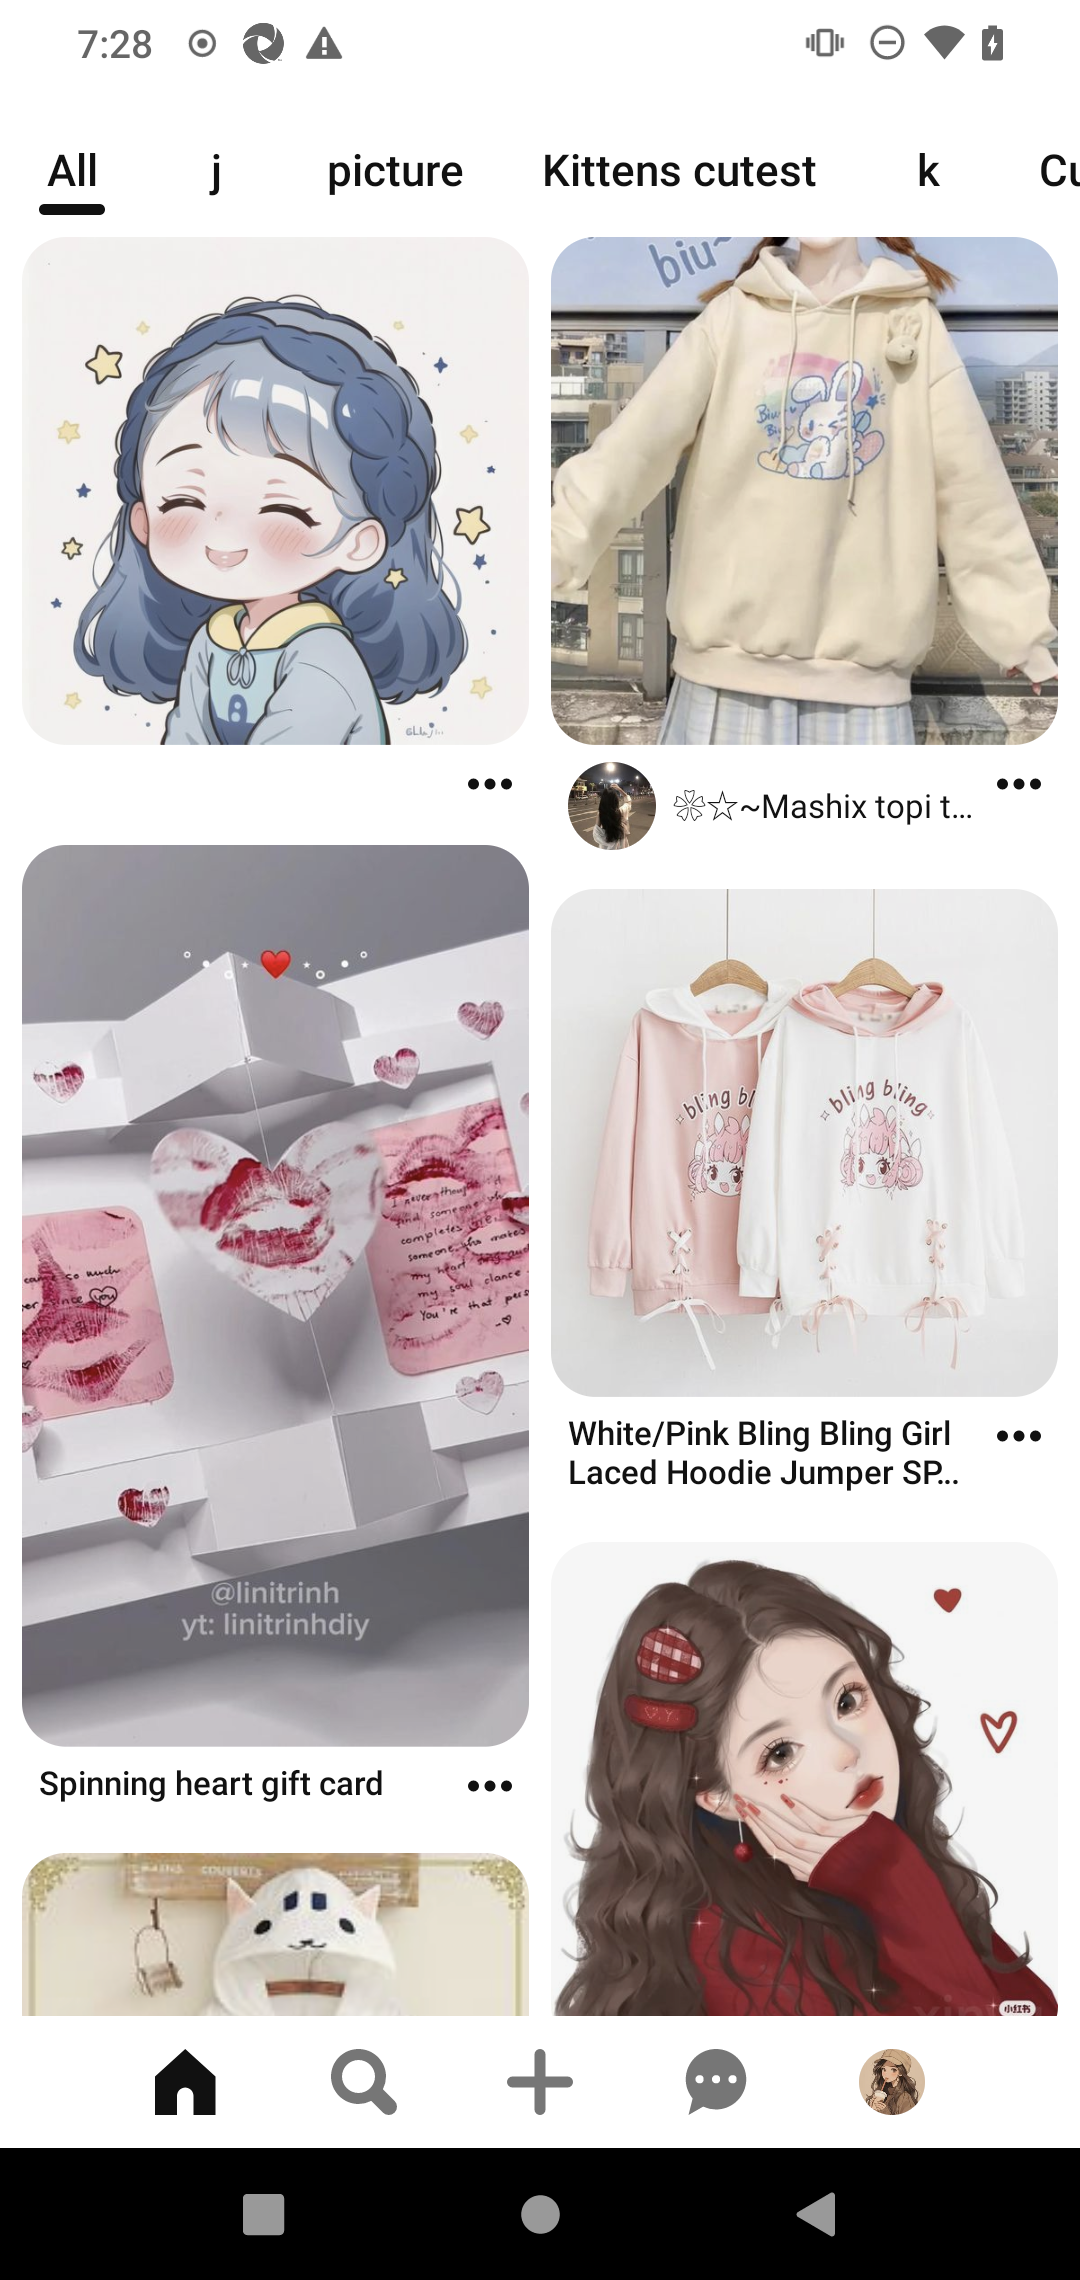 7:28
All
j
picture
Kittens cutest
k
Cu
biu~
❀☆~Mashix topi t...
bling bl
bling bling
I never thought I'd
find someone who
completes me.
someone who makes
my heart
my soul dance
You're that pers
@linitrinh
yt: linitrinhdiy
White/Pink Bling Bling Girl
Laced Hoodie Jumper SP...
Spinning heart gift card
COUVERTS
小红书